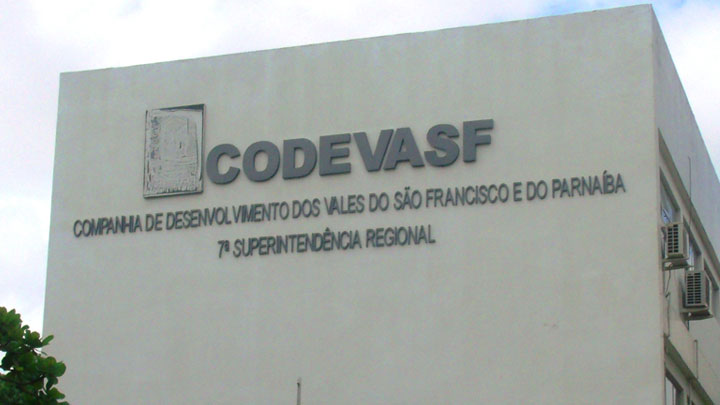 CODEVASF
COMPANHIA DE DESENVOLVIMENTO DOS VALES DO SÃO FRANCISCO E DO PARNAÍBA
7ª SUPERINTENDÊNCIA REGIONAL